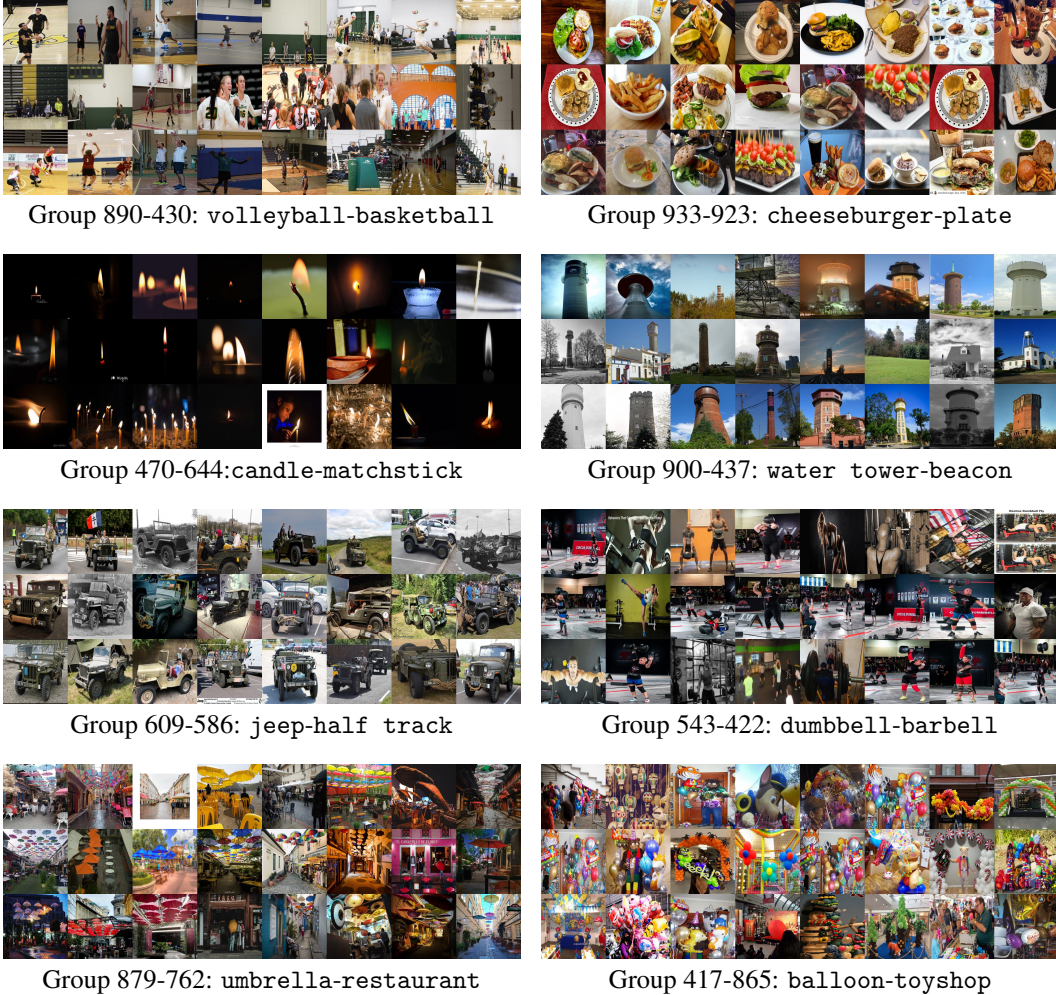 Group 890-430: volleyball-basketball
Group 933-923: cheeseburger-plate
Group 470-644:candle-matchstick
Group 900-437: water tower-beacon
Group 609-586: jeep-half track
Group 543-422: dumbbell-barbell
Group 879-762: umbrella-restaurant
Group 417-865: balloon-toyshop